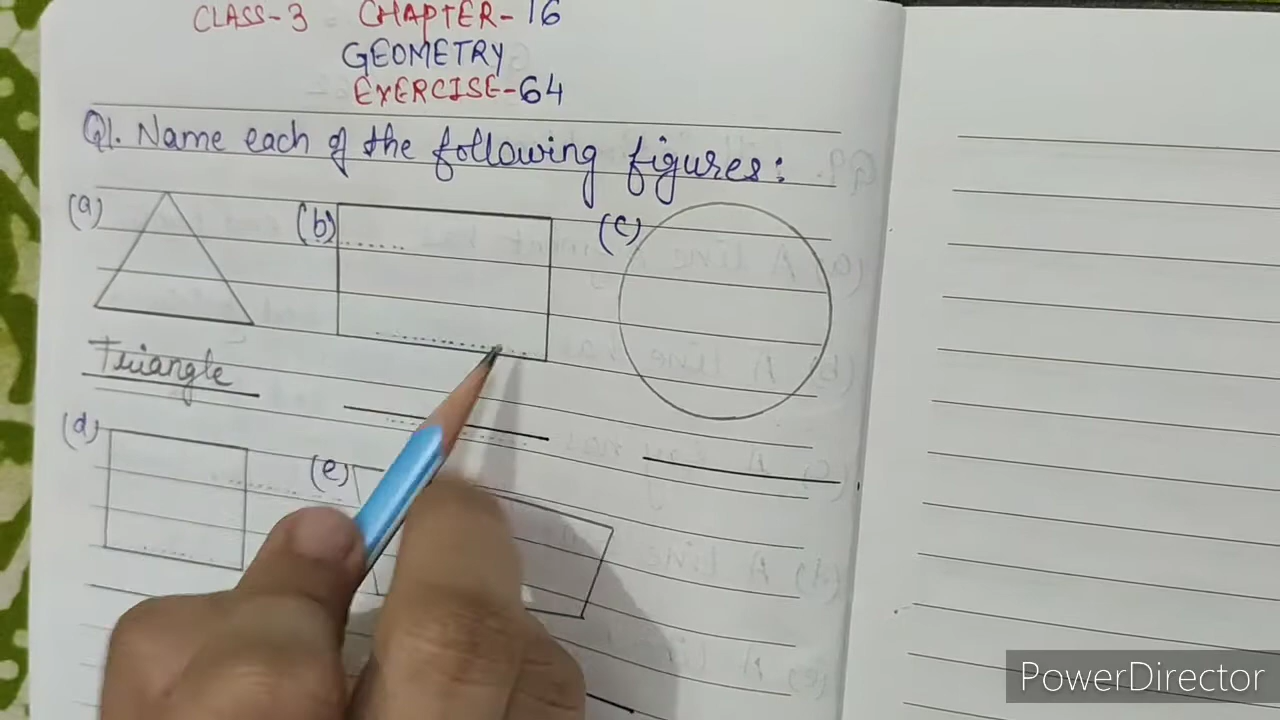 CLASS-3 CHAPTER-16
GEOMETRY
EXERCISE-64
Q1. Name each of the following figures:
(a) (b) (c)
Triangle
(d) (e)
PowerDirector